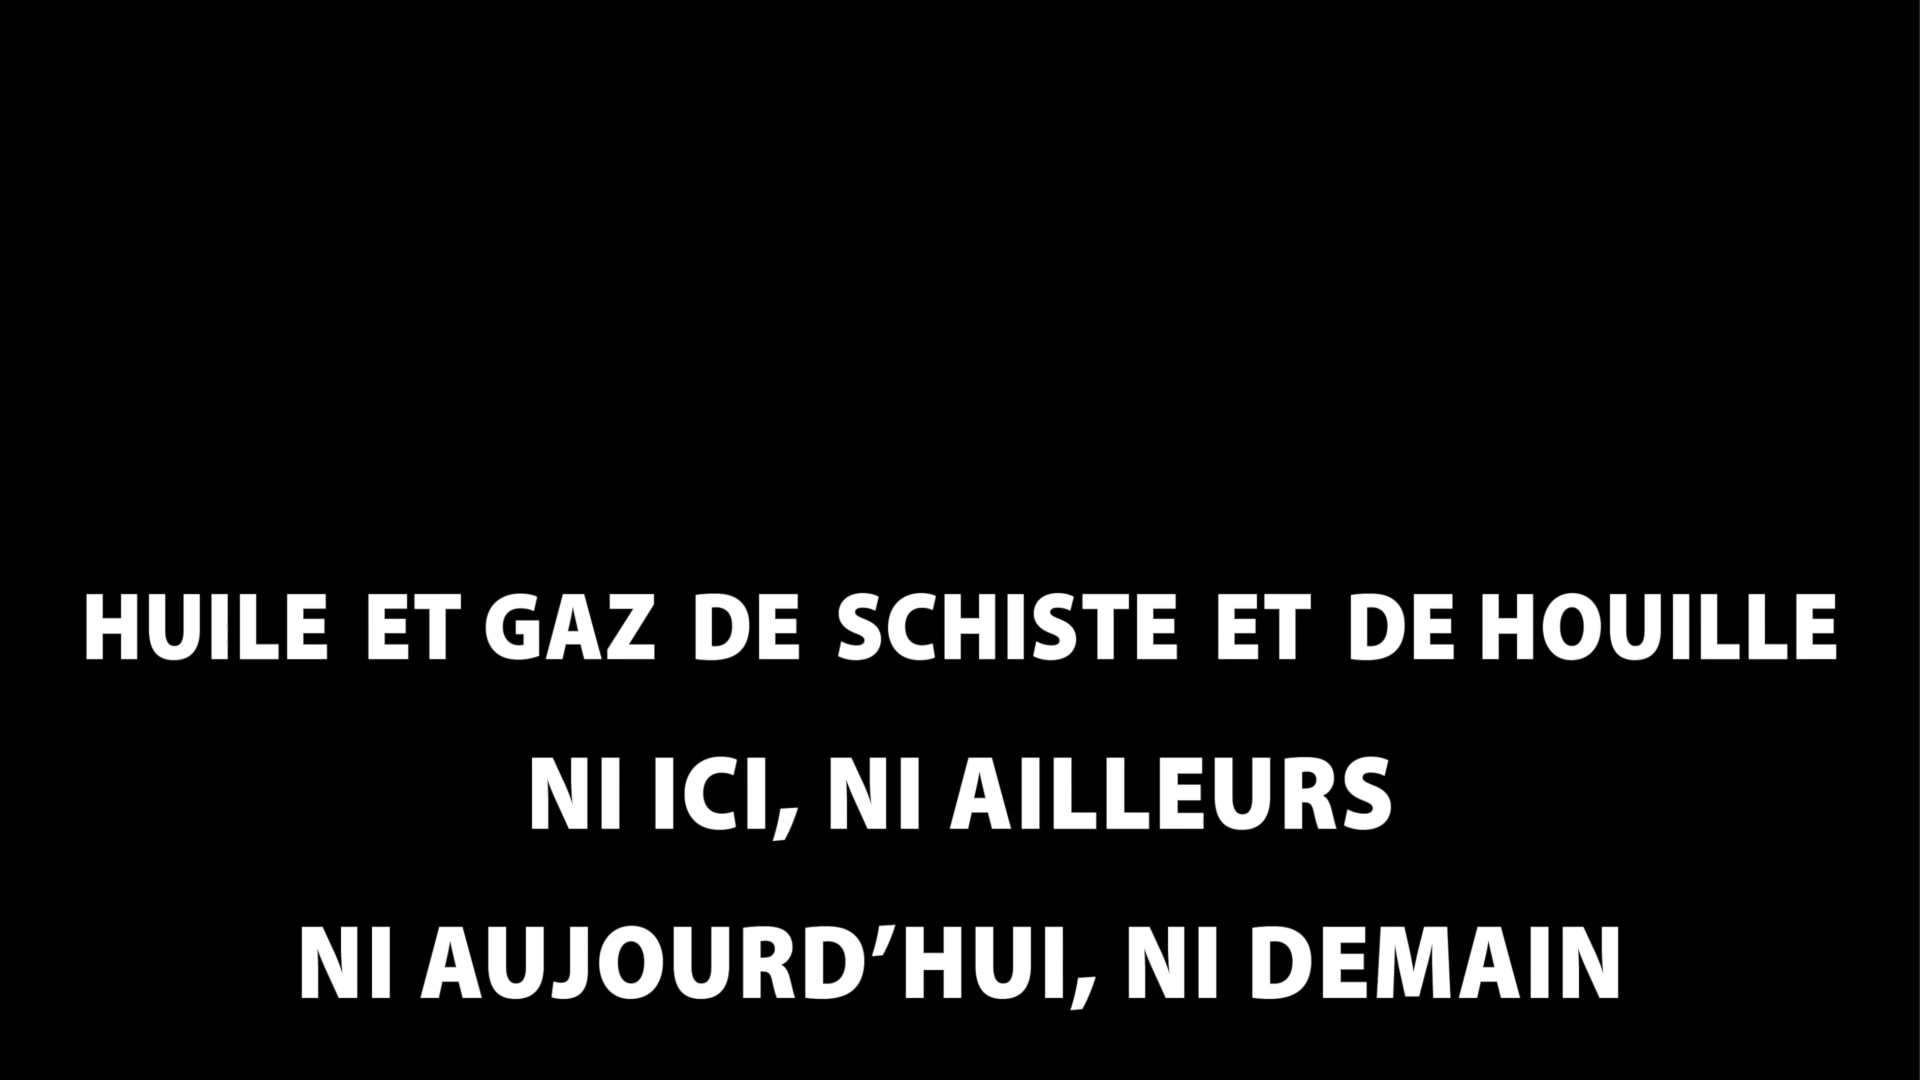 HUILE ET GAZ DE SCHISTE ET DE HOUILLE
NI ICI, NI AILLEURS
NI AUJOURD’HUI, NI DEMAIN